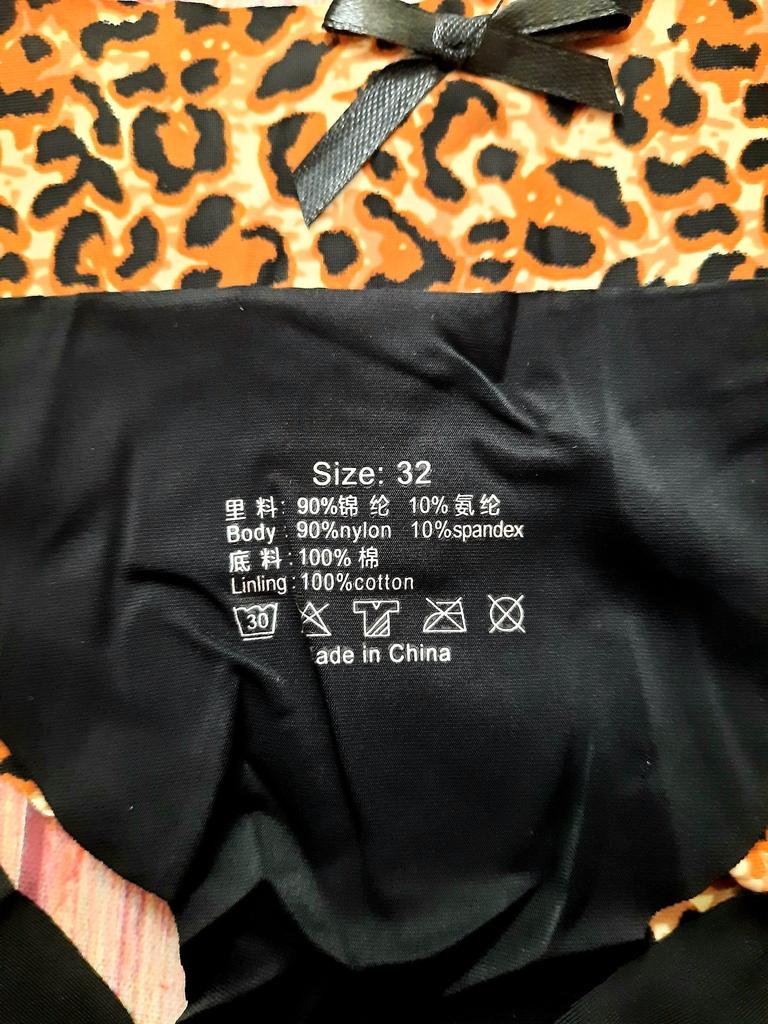 Size: 32
里料: 90%锦纶 10%氨纶
Body : 90%nylon 10%spandex
底料: 100% 棉
Linling: 100%cotton
30
ade in China